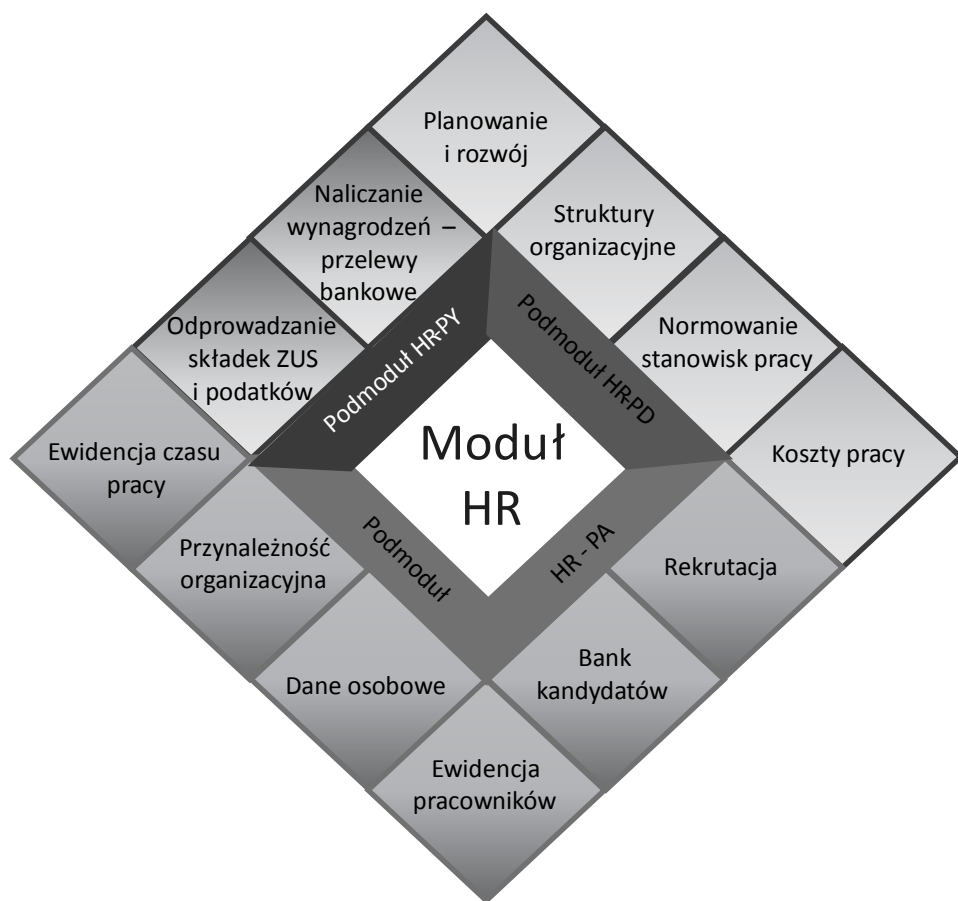 Planowanie
i rozwój
Naliczanie
wynagrodzeń –
przelewy
bankowe
Struktury
organizacyjne
Odprowadzanie
składek ZUS
i podatków
Podmoduł HR-PY
Podmoduł HR-PD
Normowanie
stanowisk pracy
Ewidencja czasu
pracy
Moduł
HR
Koszty pracy
Przynależność
organizacyjna
Podmoduł
HR - PA
Rekrutacja
Dane osobowe
Bank
kandydatów
Ewidencja
pracowników